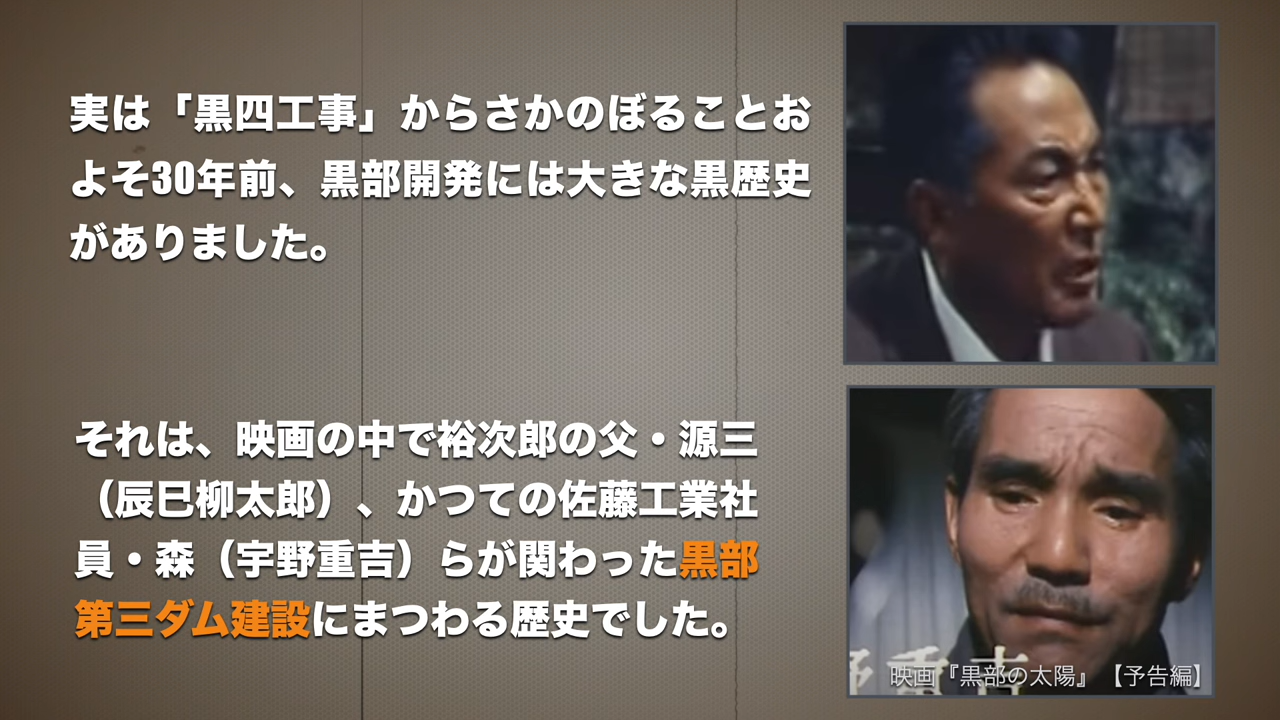 実は「黒四工事」からさかのぼることお
よそ30年前、黒部開発には大きな黒歴史
がありました。
それは、映画の中で裕次郎の父・源三
（辰巳柳太郎）、かつての佐藤工業社
員・森（宇野重吉）らが関わった黒部
第三ダム建設にまつわる歴史でした。
野重吉
映画『黒部の太陽』【予告編】